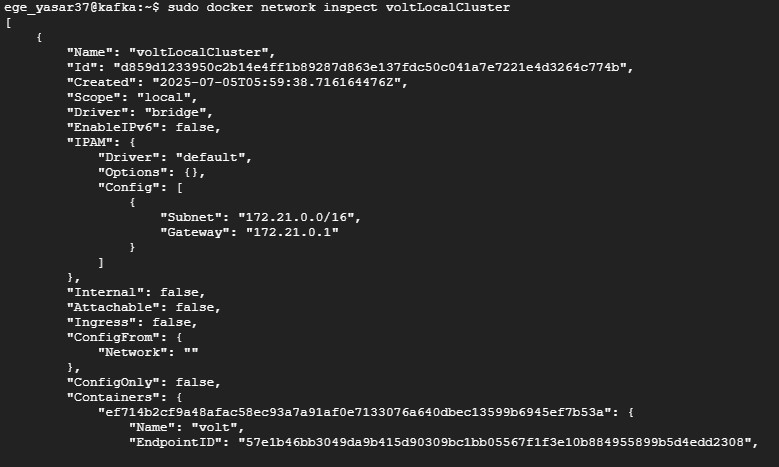 ege_yasar37@kafka:~$ sudo docker network inspect voltLocalCluster
[
    {
        "Name": "voltLocalCluster",
        "Id": "d859d1233950c2b14e4ff1b89287d863e137fdc50c041a7e7221e4d3264c774b",
        "Created": "2025-07-05T05:59:38.716164476Z",
        "Scope": "local",
        "Driver": "bridge",
        "EnableIPv6": false,
        "IPAM": {
            "Driver": "default",
            "Options": {},
            "Config": [
                {
                    "Subnet": "172.21.0.0/16",
                    "Gateway": "172.21.0.1"
                }
            ]
        },
        "Internal": false,
        "Attachable": false,
        "Ingress": false,
        "ConfigFrom": {
            "Network": ""
        },
        "ConfigOnly": false,
        "Containers": {
            "ef714b2cf9a48afac58ec93a7a91af0e7133076a640dbec13599b6945ef7b53a": {
                "Name": "volt",
                "EndpointID": "57e1b46bb3049da9b415d90309bc1bb05567f1f3e10b884955899b5d4edd2308",